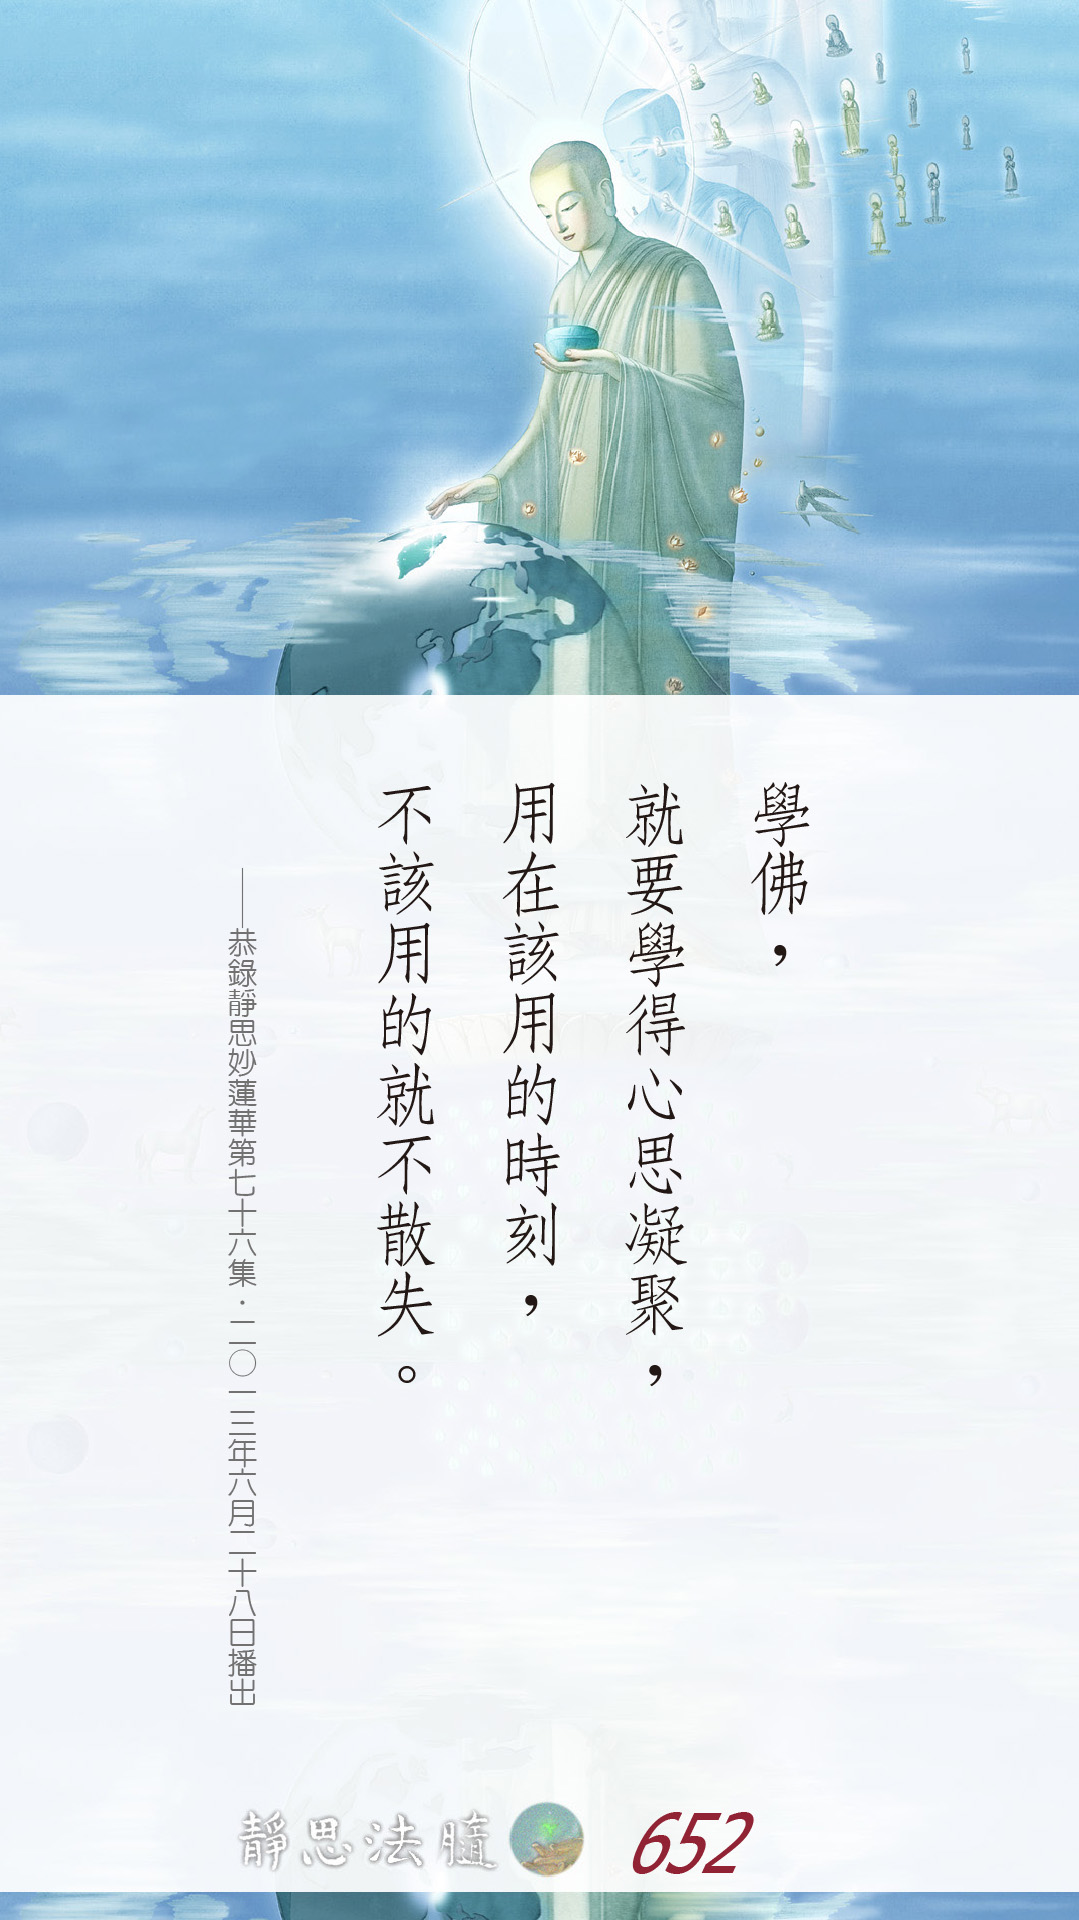 學佛，
就要學得心思凝聚，
用在該用的時刻，
不該用的就不散失。
——恭錄靜思妙蓮華第七十六集．二〇一三年六月二十八日播出
靜思法髓
652